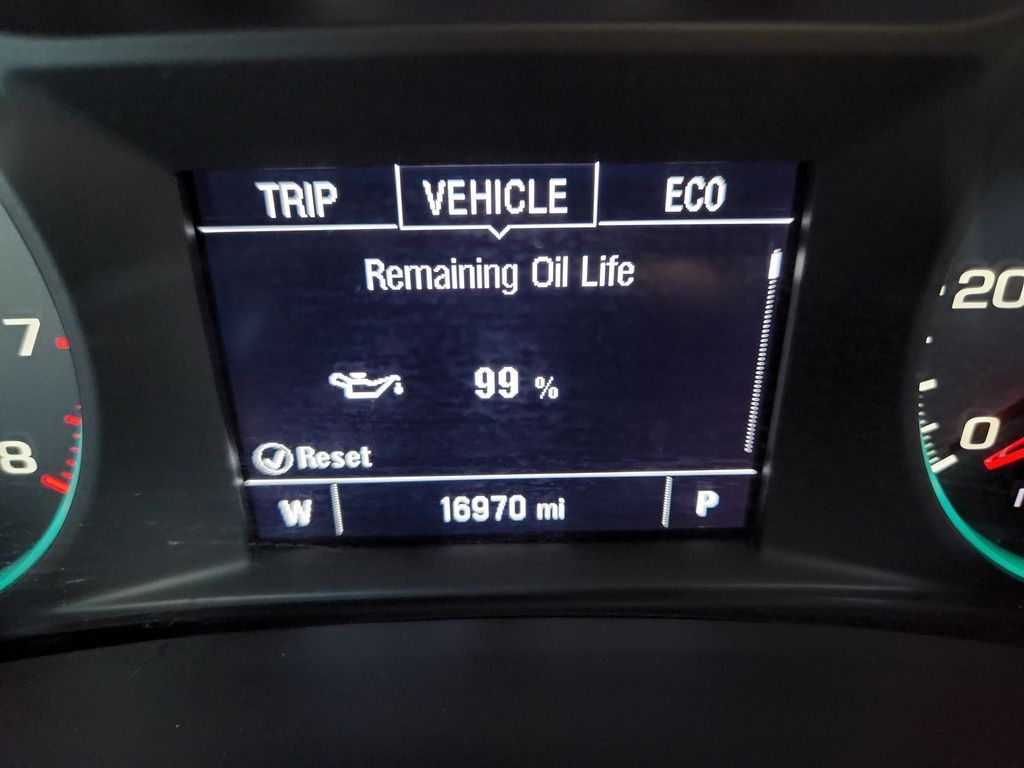 TRIP VEHICLE ECO
Remaining Oil Life
99 %
Reset
W 16970 mi P
7
8
20
0